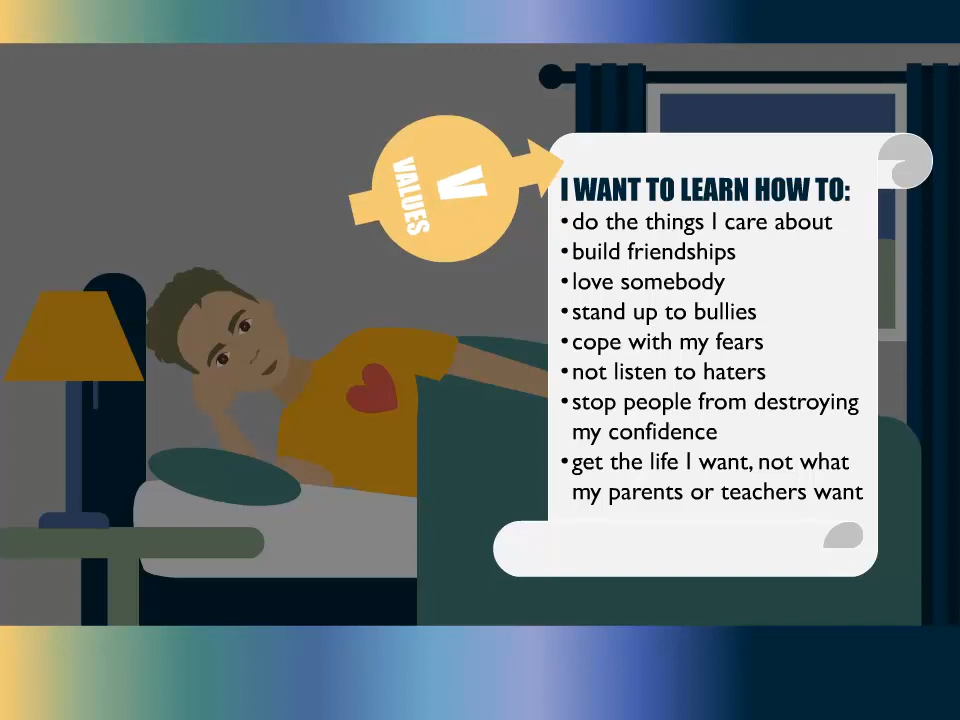 V
VALUES
I WANT TO LEARN HOW TO:
•do the things I care about
•build friendships
•love somebody
•stand up to bullies
•cope with my fears
•not listen to haters
•stop people from destroying
my confidence
•get the life I want, not what
my parents or teachers want